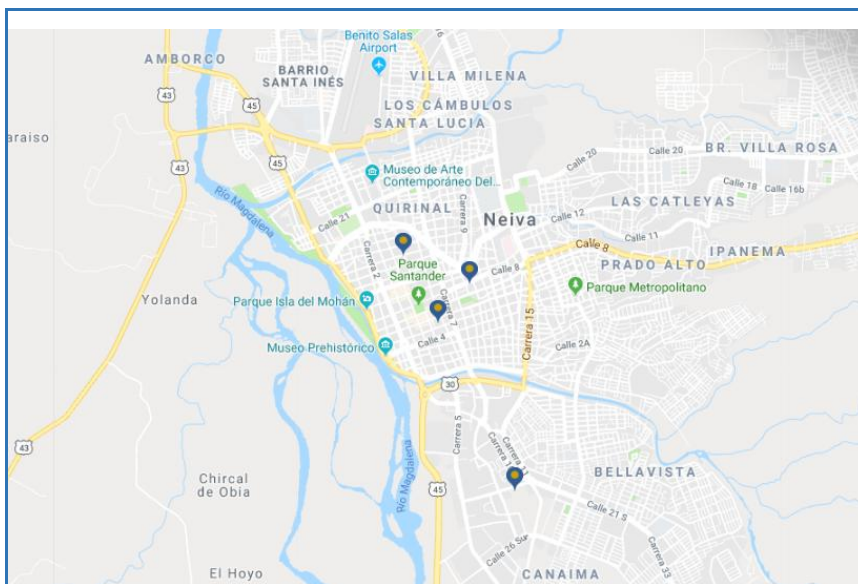 Benito Salas
Airport
16
AMBORCO
BARRIO
SANTA INÉS
VILLA MILENA
43
45
LOS CÁMBULOS
SANTA LUCIA
araiso
43
45
Museo de Arte
Contemporáneo Del...
Calle 20
Calle 20
BR. VILLA ROSA
Calle 18
Calle 16b
Río Magdalena
Calle 21
QUIRINAL
Carrera 9
Neiva
Calle 12
LAS CATLEYAS
Calle 11
Carrera 2
Parque
Santander
Calle 8
Calle 8
IPANEMA
PRADO ALTO
Yolanda
Parque Isla del Mohán
Carrera 7
Parque Metropolitano
Museo Prehistórico
Calle 4
Carrera 15
Calle 2A
30
43
Carrera 5
Río Magdalena
Carrera 1
Carrera 11
BELLAVISTA
Chircal
de Obia
45
Calle 21 S
Calle 26 Sur
Carrera 33
El Hoyo
CANAIMA